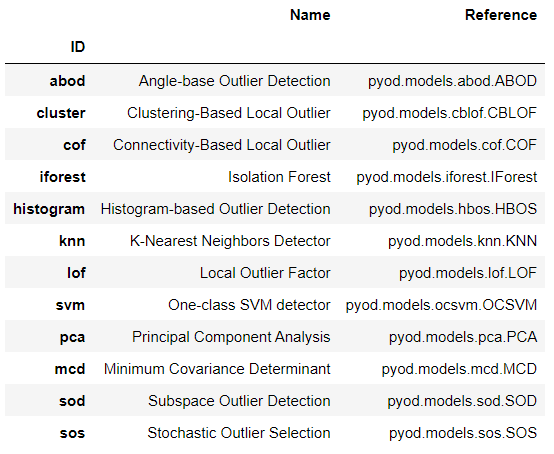 Name Reference
ID
abod Angle-base Outlier Detection pyod.models.abod.ABOD
cluster Clustering-Based Local Outlier pyod.models.cblof.CBLOF
cof Connectivity-Based Local Outlier pyod.models.cof.COF
iforest Isolation Forest pyod.models.iforest.IForest
histogram Histogram-based Outlier Detection pyod.models.hbos.HBOS
knn K-Nearest Neighbors Detector pyod.models.knn.KNN
lof Local Outlier Factor pyod.models.lof.LOF
svm One-class SVM detector pyod.models.ocsvm.OCSVM
pca Principal Component Analysis pyod.models.pca.PCA
mcd Minimum Covariance Determinant pyod.models.mcd.MCD
sod Subspace Outlier Detection pyod.models.sod.SOD
sos Stochastic Outlier Selection pyod.models.sos.SOS